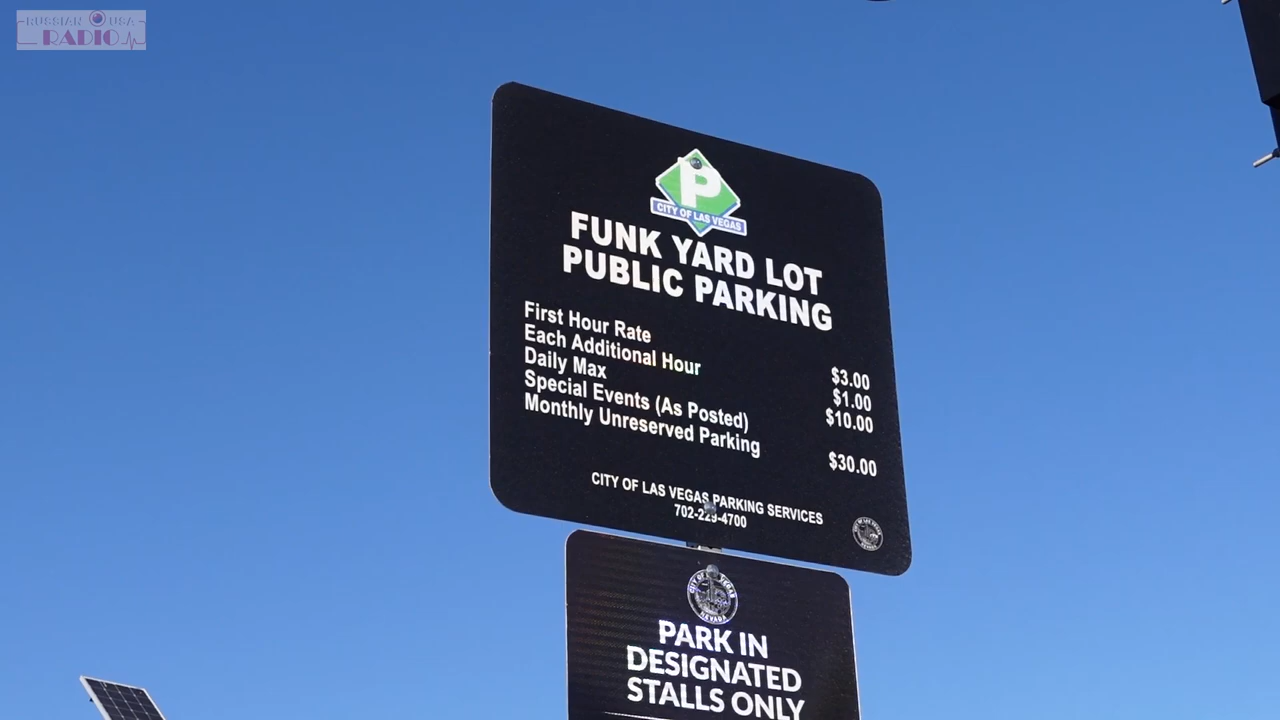 RUSSIAN USA
RADIO
P
CITY OF LAS VEGAS
FUNK YARD LOT
PUBLIC PARKING
First Hour Rate $3.00
Each Additional Hour $1.00
Daily Max $10.00
Special Events (As Posted)
Monthly Unreserved Parking $30.00
CITY OF LAS VEGAS PARKING SERVICES
702-229-4700
PARK IN
DESIGNATED
STALLS ONLY